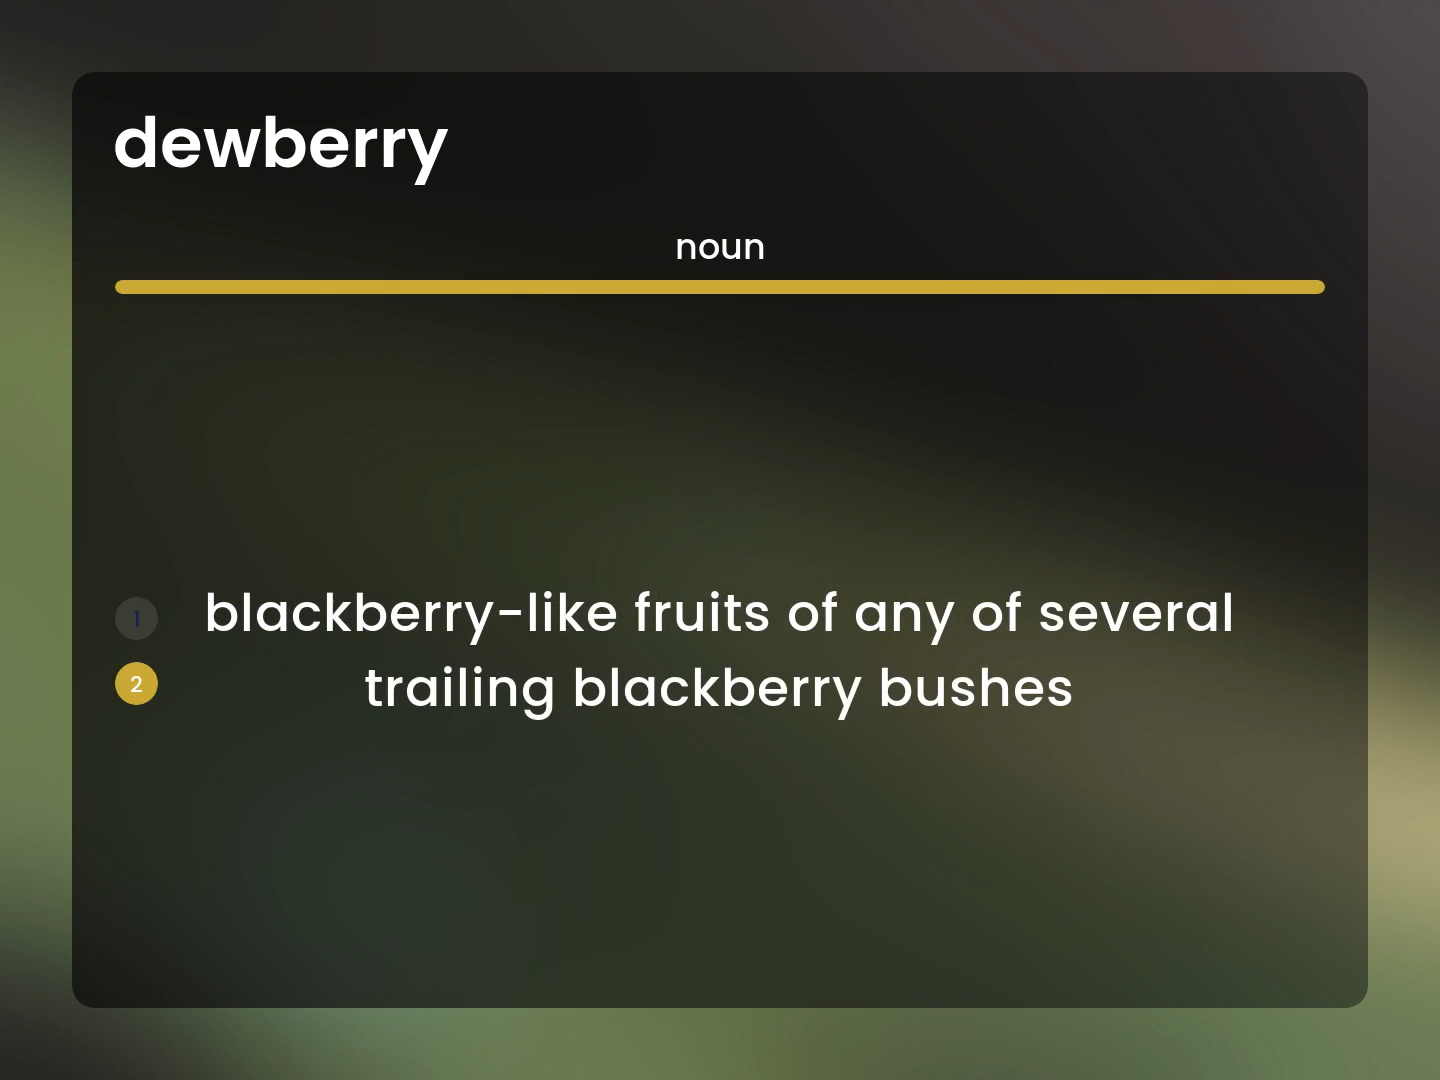 dewberry
noun
1
blackberry-like fruits of any of several
2
trailing blackberry bushes